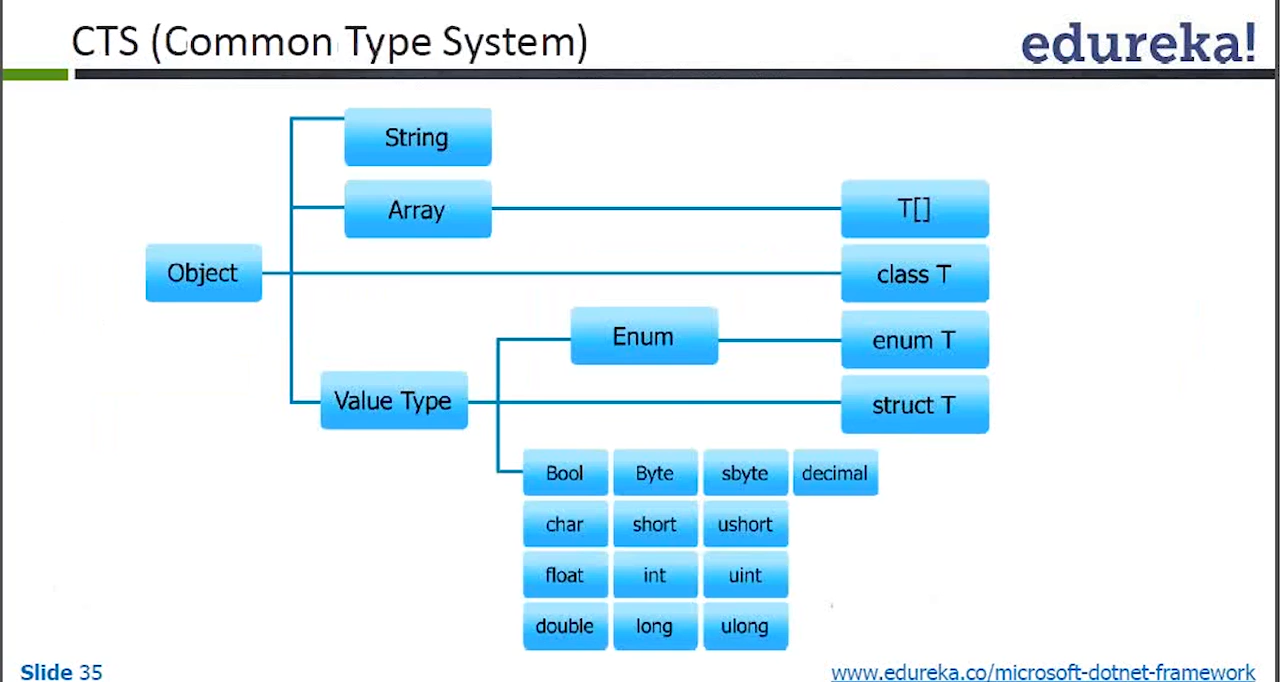 CTS (Common Type System)
edureka!
String
Array
T[]
Object
class T
Enum
enum T
Value Type
struct T
Bool Byte sbyte decimal
char short ushort
float int uint
double long ulong
Slide 35
www.edureka.co/microsoft-dotnet-framework